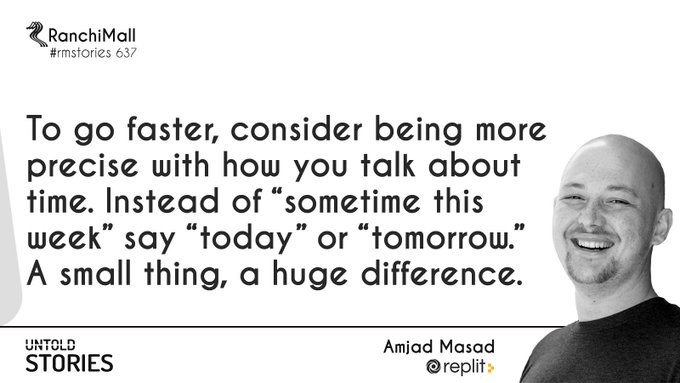 RanchiMall
#rmstories 637
To go faster, consider being more
precise with how you talk about
time. Instead of “sometime this
week” say “today” or “tomorrow.”
A small thing, a huge difference.
UNTOLD
STORIES
Amjad Masad
replit